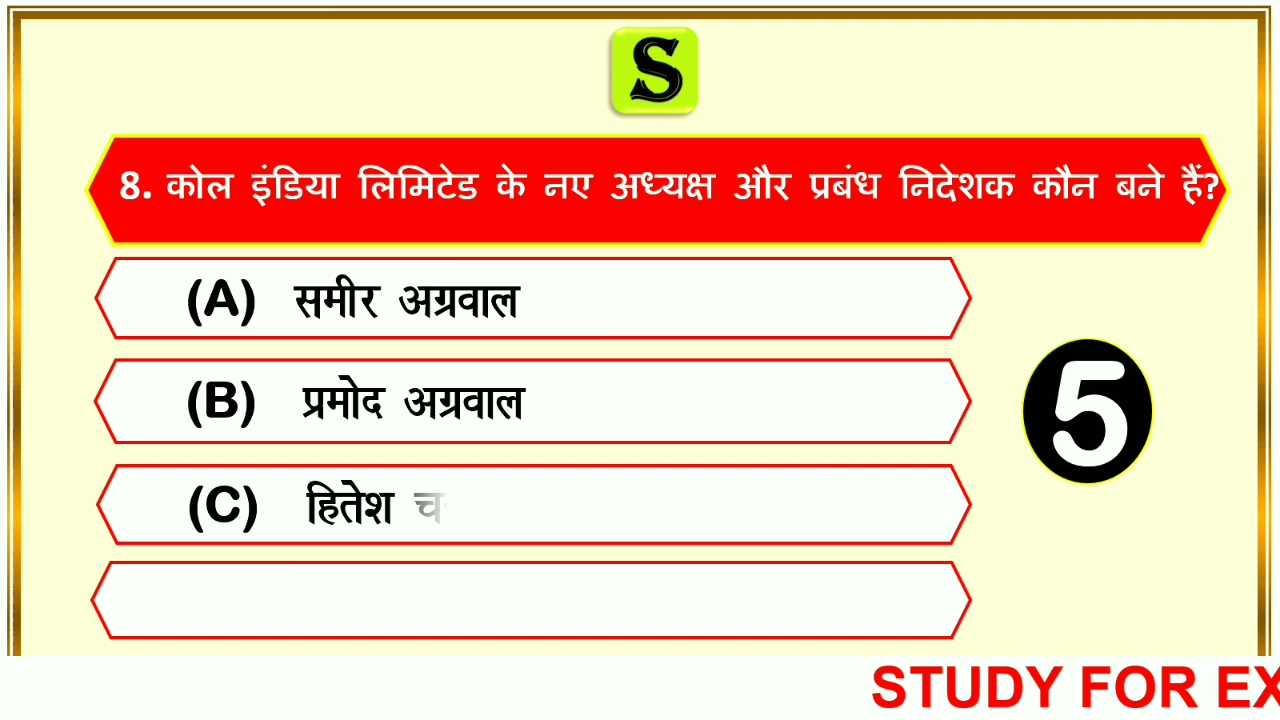 S
8. कोल इंडिया लिमिटेड के नए अध्यक्ष और प्रबंध निदेशक कौन बने हैं?
(A) समीर अग्रवाल
(B) प्रमोद अग्रवाल
5
(C) हितेश
STUDY FOR EX